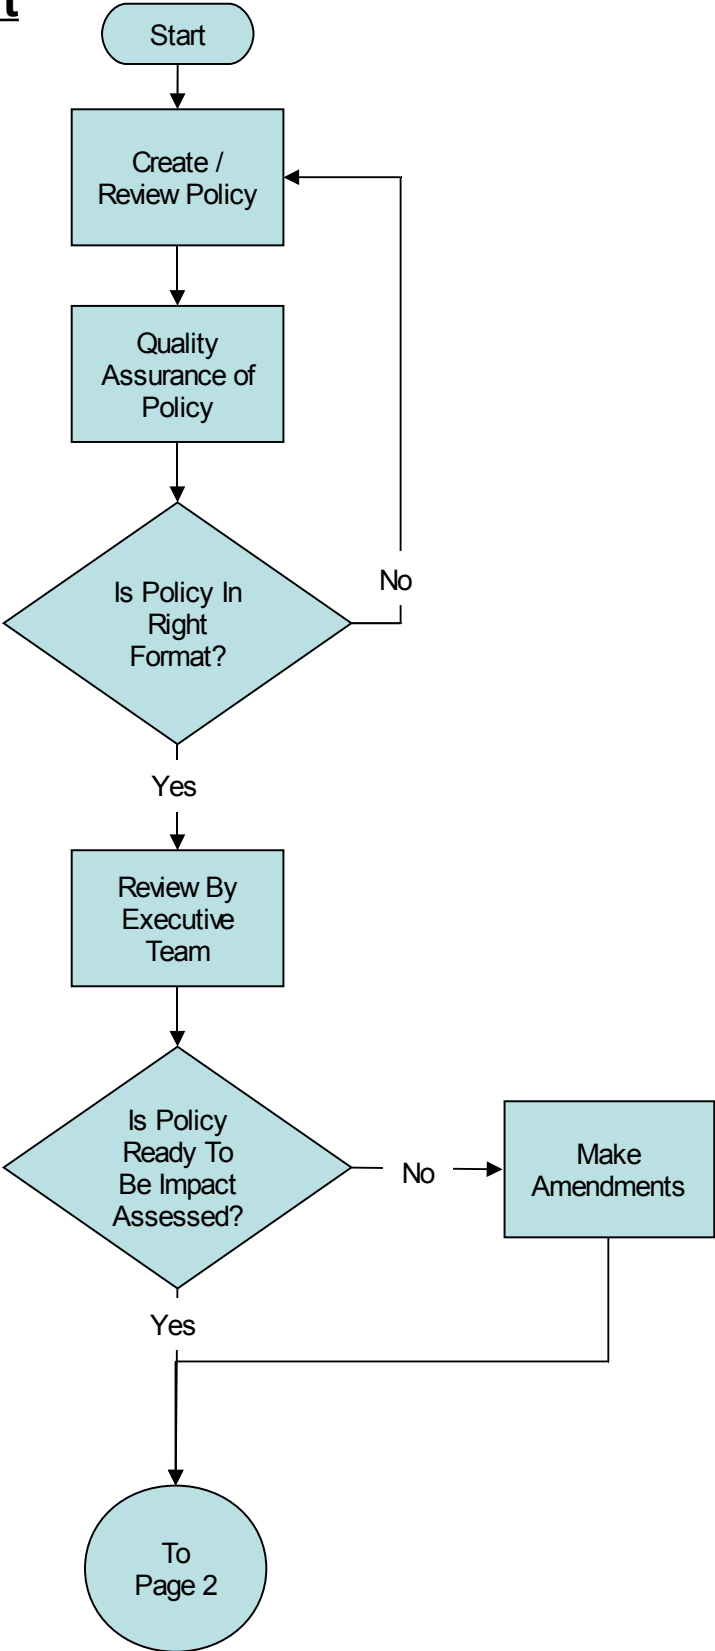 t
Start
Create /
Review Policy
Quality
Assurance of
Policy
Is Policy In
Right
Format?
No
Yes
Review By
Executive
Team
Is Policy
Ready To
Be Impact
Assessed?
No
Make
Amendments
Yes
To
Page 2